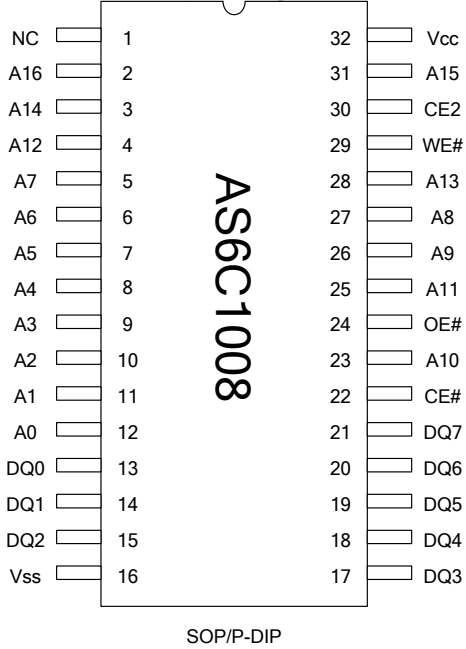 NC 1 32 Vcc
A16 2 31 A15
A14 3 30 CE2
A12 4 29 WE#
A7 5 28 A13
A6 6 27 A8
A5 7 26 A9
A4 8 25 A11
A3 9 24 OE#
A2 10 23 A10
A1 11 22 CE#
A0 12 21 DQ7
DQ0 13 20 DQ6
DQ1 14 19 DQ5
DQ2 15 18 DQ4
Vss 16 17 DQ3
AS6C1008
SOP/P-DIP